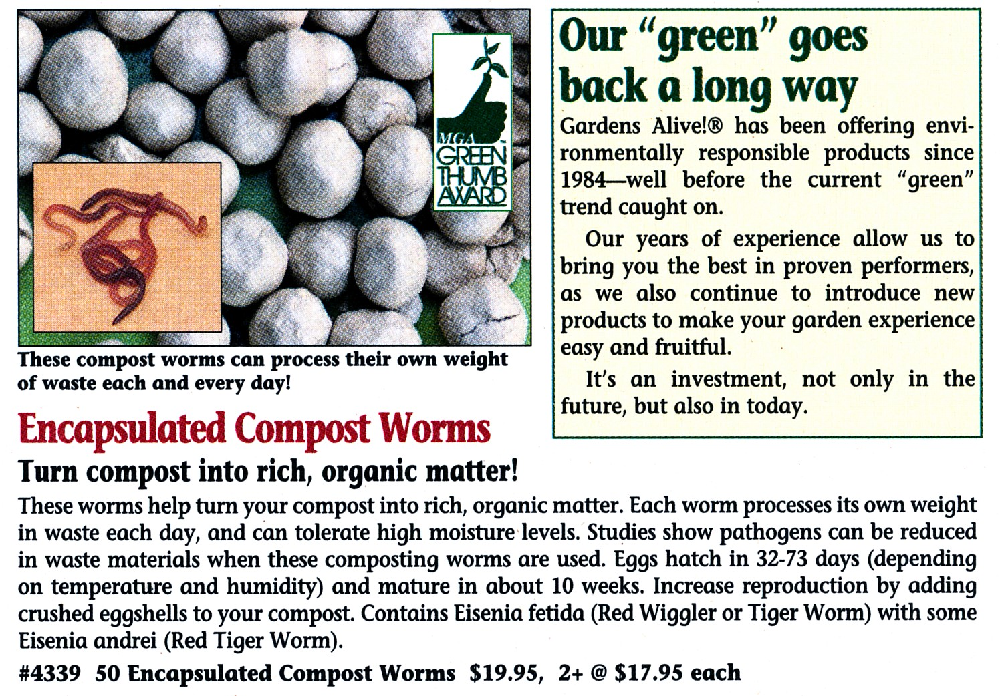 MGA™
GREEN
THUMB
AWARD
These compost worms can process their own weight
of waste each and every day!
Encapsulated Compost Worms
Turn compost into rich, organic matter!
These worms help turn your compost into rich, organic matter. Each worm processes its own weight
in waste each day, and can tolerate high moisture levels. Studies show pathogens can be reduced
in waste materials when these composting worms are used. Eggs hatch in 32-73 days (depending
on temperature and humidity) and mature in about 10 weeks. Increase reproduction by adding
crushed eggshells to your compost. Contains Eisenia fetida (Red Wiggler or Tiger Worm) with some
Eisenia andrei (Red Tiger Worm).
#4339 50 Encapsulated Compost Worms $19.95, 2+ @ $17.95 each
Our “green” goes
back a long way
Gardens Alive!® has been offering envi-
ronmentally responsible products since
1984—well before the current “green”
trend caught on.
Our years of experience allow us to
bring you the best in proven performers,
as we also continue to introduce new
products to make your garden experience
easy and fruitful.
It's an investment, not only in the
future, but also in today.